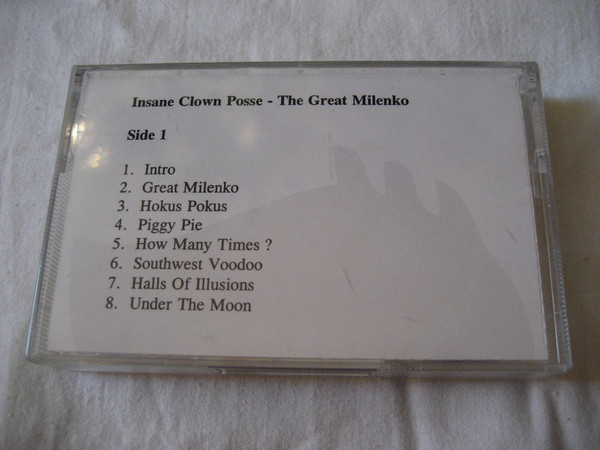 Insane Clown Posse - The Great Milenko
Side 1
1. Intro
2. Great Milenko
3. Hokus Pokus
4. Piggy Pie
5. How Many Times ?
6. Southwest Voodoo
7. Halls Of Illusions
8. Under The Moon